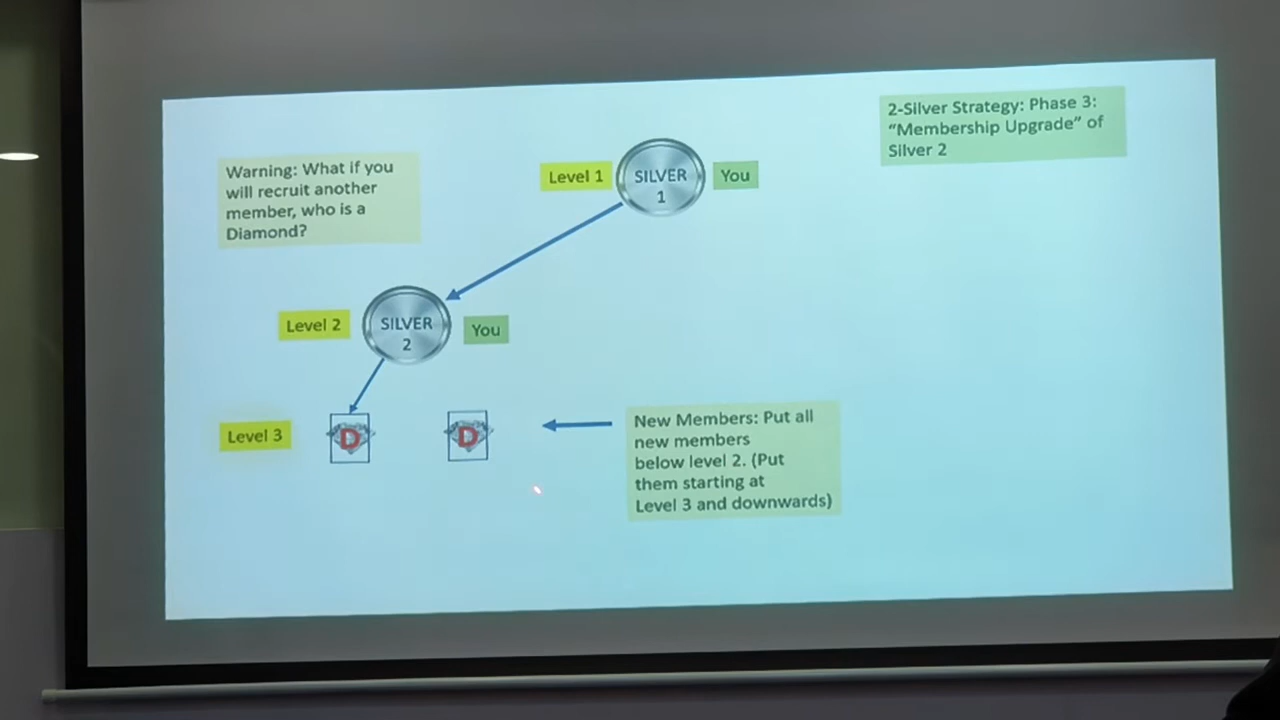 2-Silver Strategy: Phase 3:
“Membership Upgrade” of
Silver 2
Warning: What if you
will recruit another
member, who is a
Diamond?
Level 1
SILVER
1
You
Level 2
SILVER
2
You
Level 3
D
D
New Members: Put all
new members
below level 2. (Put
them starting at
Level 3 and downwards)